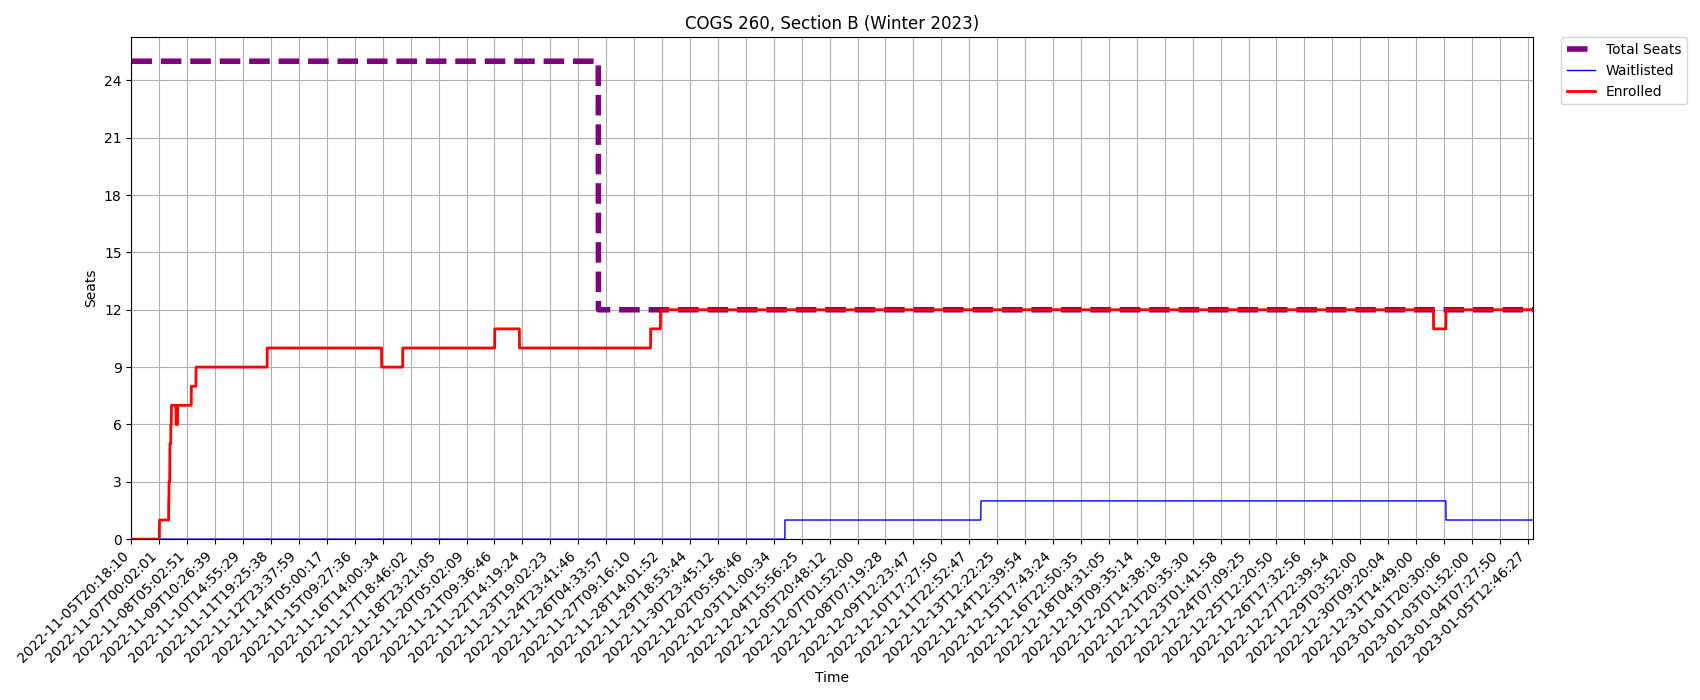 COGS 260, Section B (Winter 2023)
Total Seats
Waitlisted
Enrolled
Seats
24
21
18
15
12
9
6
3
0
2022-11-05T20:18:10
2022-11-07T00:02:01
2022-11-08T05:02:51
2022-11-09T10:26:39
2022-11-10T14:55:29
2022-11-11T19:25:38
2022-11-12T23:37:59
2022-11-14T05:00:17
2022-11-15T09:27:36
2022-11-16T14:00:34
2022-11-17T18:46:02
2022-11-18T23:21:05
2022-11-20T05:02:09
2022-11-21T09:36:46
2022-11-22T14:19:24
2022-11-23T19:02:23
2022-11-24T23:41:46
2022-11-26T04:33:57
2022-11-27T09:16:10
2022-11-28T14:01:52
2022-11-29T18:53:44
2022-11-30T23:45:12
2022-12-02T05:58:46
2022-12-03T11:00:34
2022-12-04T15:56:25
2022-12-05T20:48:12
2022-12-07T01:52:00
2022-12-08T07:19:28
2022-12-09T12:23:47
2022-12-10T17:27:50
2022-12-11T22:52:47
2022-12-13T12:22:25
2022-12-14T12:39:54
2022-12-15T17:43:24
2022-12-16T22:50:35
2022-12-18T04:31:05
2022-12-19T09:35:14
2022-12-20T14:38:18
2022-12-21T20:35:30
2022-12-23T01:41:58
2022-12-24T07:09:25
2022-12-25T12:20:50
2022-12-26T17:32:56
2022-12-27T22:39:54
2022-12-29T03:52:00
2022-12-30T09:20:04
2022-12-31T14:49:00
2023-01-01T20:30:06
2023-01-03T01:52:00
2023-01-04T07:27:50
2023-01-05T12:46:27
Time